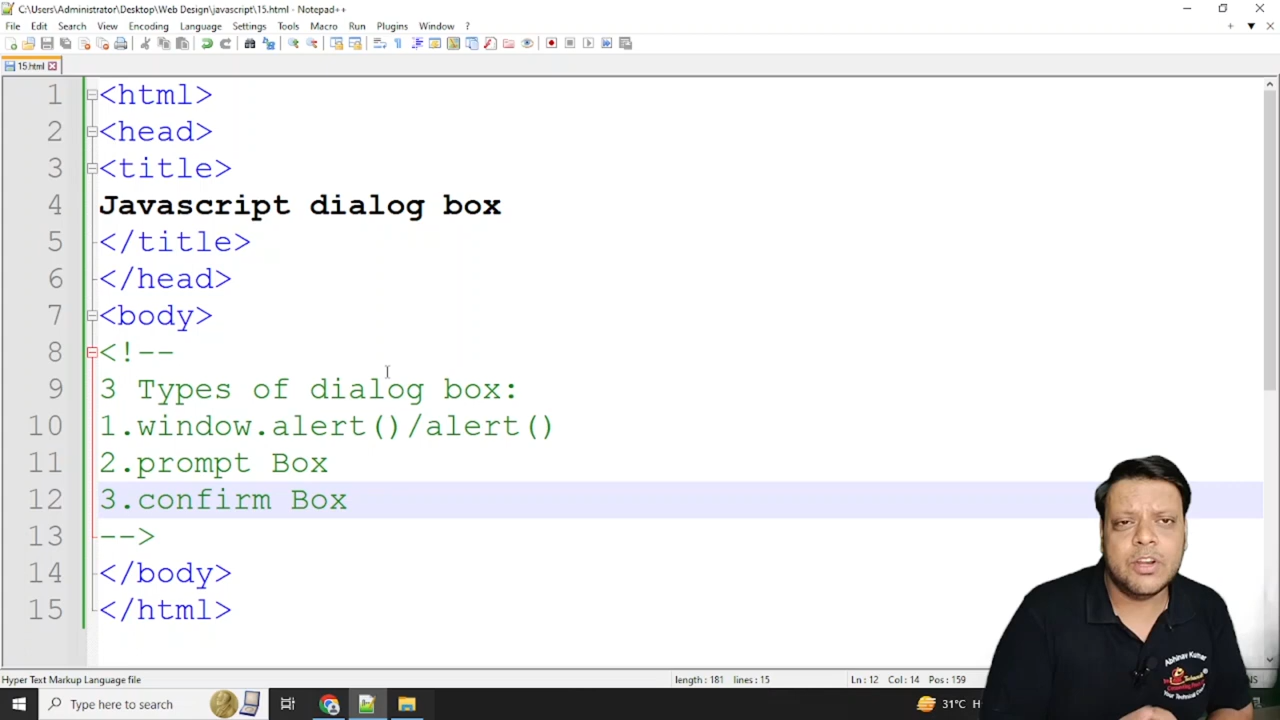 C:\Users\Administrator\Desktop\Web Design\javascript\15.html - Notepad++
File Edit Search View Encoding Language Settings Tools Macro Run Plugins Window ?
15.html
1 <html>
2 <head>
3 <title>
4 Javascript dialog box
5 </title>
6 </head>
7 <body>
8 <!--
9 3 Types of dialog box:
10 1.window.alert()/alert()
11 2.prompt Box
12 3.confirm Box
13 -->
14 </body>
15 </html>
Abhinav Kumar
Your Technical
Hyper Text Markup Language file length : 181 lines : 15 Ln : 12 Col : 14 Pos : 159
Type here to search 31°C